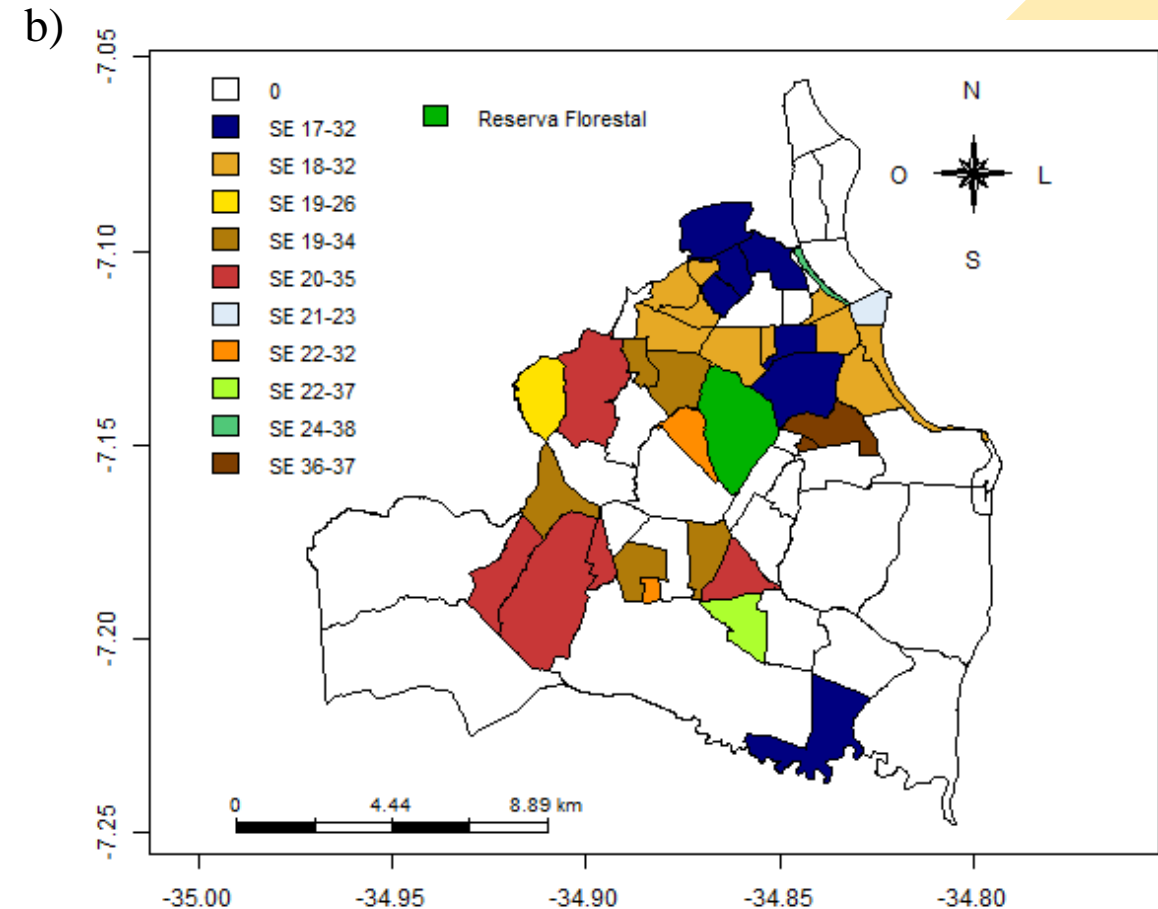 b)
0
SE 17-32
SE 18-32
SE 19-26
SE 19-34
SE 20-35
SE 21-23
SE 22-32
SE 22-37
SE 24-38
SE 36-37
Reserva Florestal
N
O L
S
-7.05
-7.10
-7.15
-7.20
-7.25
0 4.44 8.89 km
-35.00 -34.95 -34.90 -34.85 -34.80